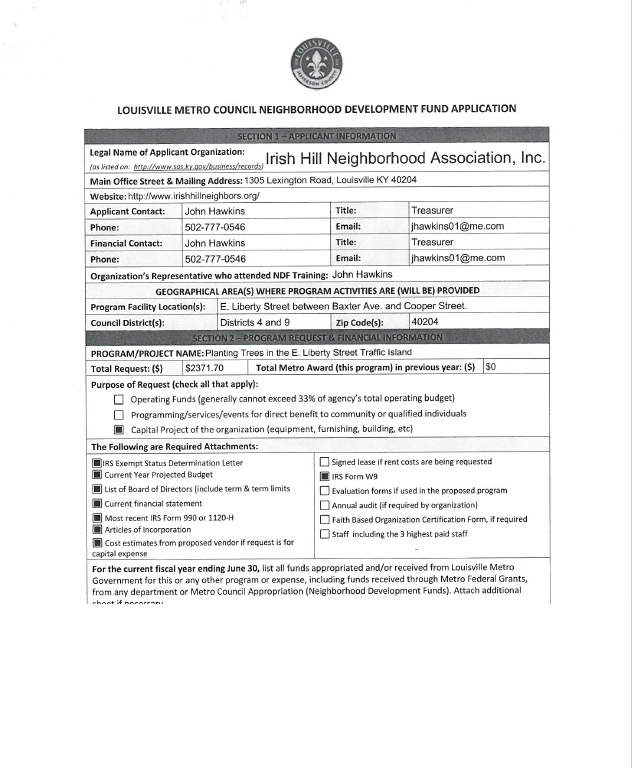 LOUISVILLE
JEFFERSON COUNTY
LOUISVILLE METRO COUNCIL NEIGHBORHOOD DEVELOPMENT FUND APPLICATION
SECTION 1 – APPLICANT INFORMATION
Legal Name of Applicant Organization: Irish Hill Neighborhood Association, Inc.
(as listed on: http://www.sos.ky.gov/business/records)
Main Office Street & Mailing Address: 1305 Lexington Road, Louisville KY 40204
Website: http://www.irishhillneighbors.org/
Applicant Contact: John Hawkins Title: Treasurer
Phone: 502-777-0546 Email: jhawkins01@me.com
Financial Contact: John Hawkins Title: Treasurer
Phone: 502-777-0546 Email: jhawkins01@me.com
Organization's Representative who attended NDF Training: John Hawkins
GEOGRAPHICAL AREA(S) WHERE PROGRAM ACTIVITIES ARE (WILL BE) PROVIDED
Program Facility Location(s): E. Liberty Street between Baxter Ave. and Cooper Street.
Council District(s): Districts 4 and 9 Zip Code(s): 40204
SECTION 2 – PROGRAM REQUEST & FINANCIAL INFORMATION
PROGRAM/PROJECT NAME: Planting Trees in the E. Liberty Street Traffic Island
Total Request: ($) $2371.70 Total Metro Award (this program) in previous year: ($) $0
Purpose of Request (check all that apply):
Operating Funds (generally cannot exceed 33% of agency's total operating budget)
Programming/services/events for direct benefit to community or qualified individuals
Capital Project of the organization (equipment, furnishing, building, etc)
The Following are Required Attachments:
IRS Exempt Status Determination Letter
Current Year Projected Budget
List of Board of Directors (include term & term limits
Current financial statement
Most recent IRS Form 990 or 1120-H
Articles of Incorporation
Cost estimates from proposed vendor if request is for
capital expense
Signed lease if rent costs are being requested
IRS Form W9
Evaluation forms if used in the proposed program
Annual audit (if required by organization)
Faith Based Organization Certification Form, if required
Staff including the 3 highest paid staff
For the current fiscal year ending June 30, list all funds appropriated and/or received from Louisville Metro
Government for this or any other program or expense, including funds received through Metro Federal Grants,
from any department or Metro Council Appropriation (Neighborhood Development Funds). Attach additional
sheet if necessary